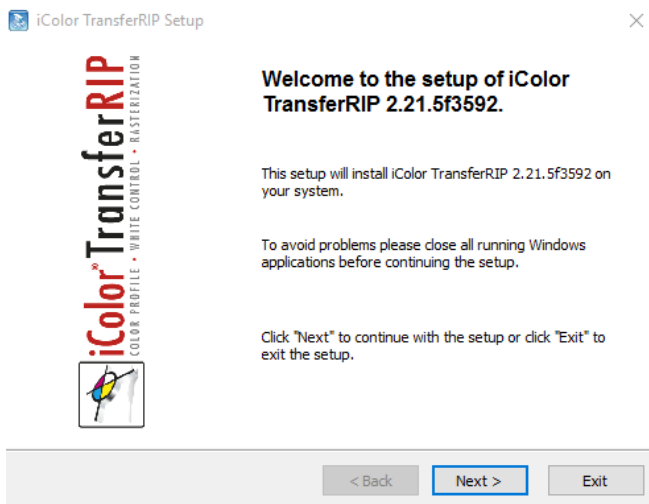 iColor TransferRIP Setup
iColor® TransferRIP
COLOR PROFILE • WHITE CONTROL • RASTERIZATION
Welcome to the setup of iColor
TransferRIP 2.21.5f3592.
This setup will install iColor TransferRIP 2.21.5f3592 on
your system.
To avoid problems please close all running Windows
applications before continuing the setup.
Click "Next" to continue with the setup or click "Exit" to
exit the setup.
< Back Next > Exit